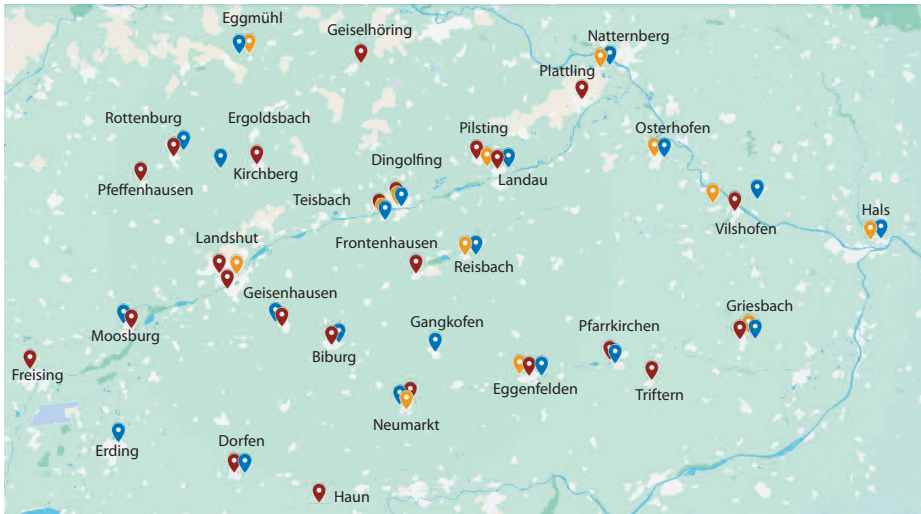 Eggmühl
Geiselhöring
Natternberg
Plattling
Rottenburg
Ergoldsbach
Pilsting
Osterhofen
Dingolfing
Kirchberg
Landau
Pfeffenhausen
Teisbach
Hals
Vilshofen
Landshut
Frontenhausen
Reisbach
Geisenhausen
Griesbach
Gangkofen
Pfarrkirchen
Moosburg
Biburg
Freising
Eggenfelden
Triftern
Neumarkt
Dorfen
Erding
Haun